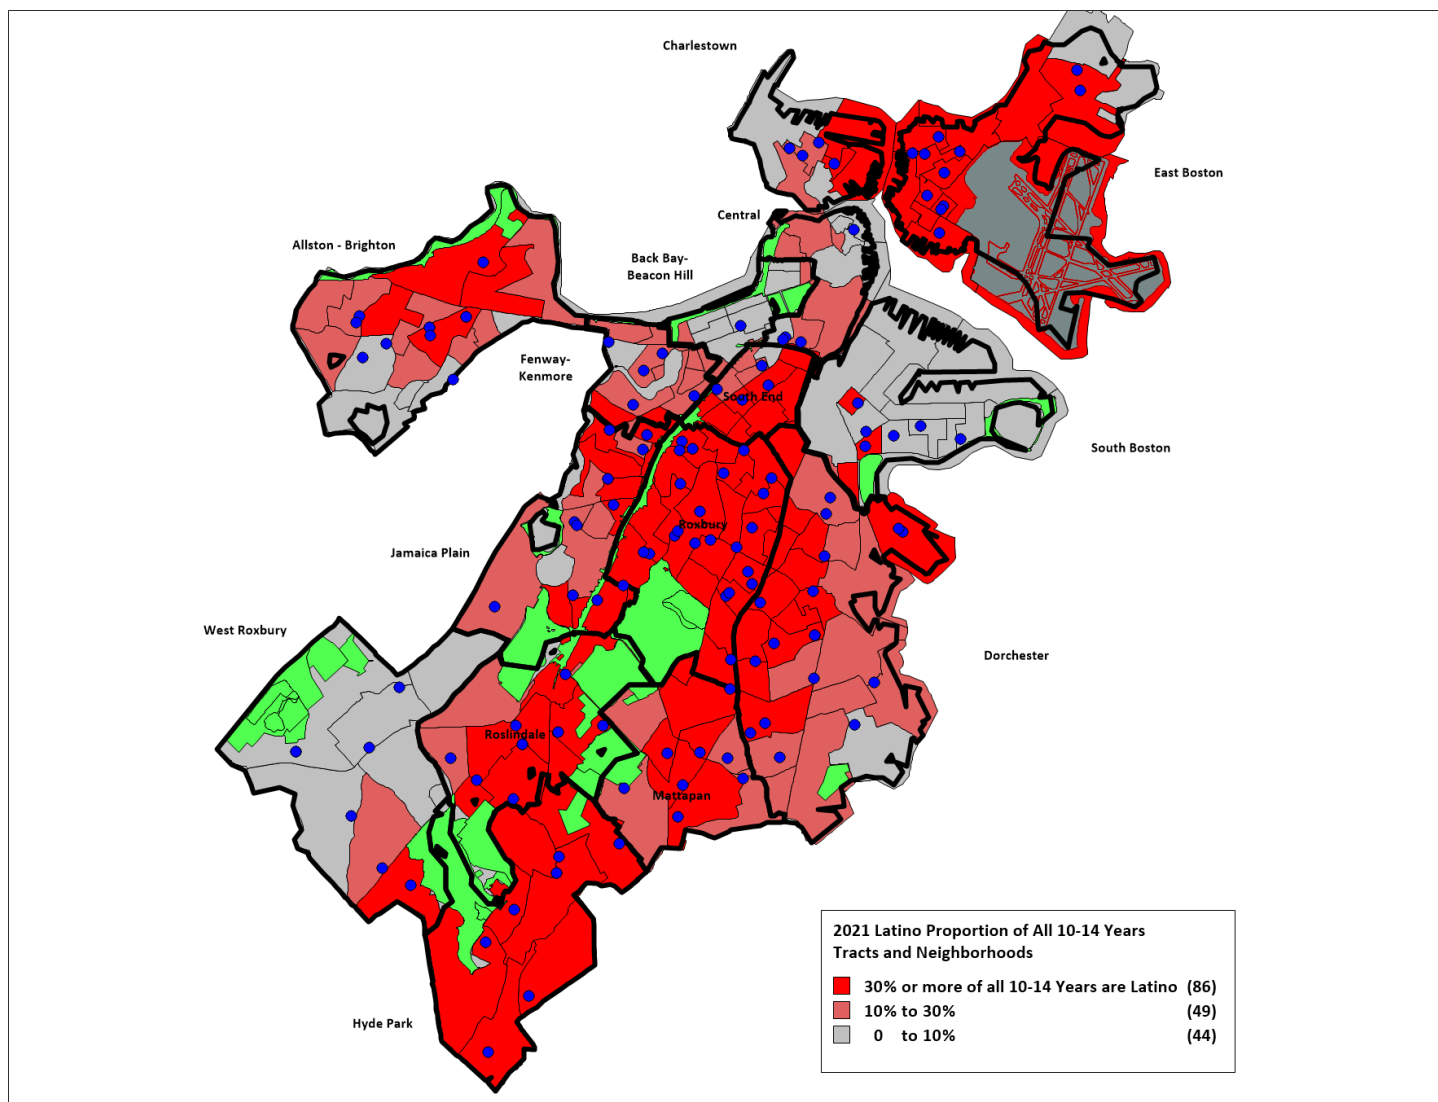 Charlestown
East Boston
Central
Allston - Brighton
Back Bay-
Beacon Hill
Fenway-
Kenmore
South End
South Boston
Roxbury
Jamaica Plain
West Roxbury
Dorchester
Roslindale
Mattapan
Hyde Park
2021 Latino Proportion of All 10-14 Years
Tracts and Neighborhoods
30% or more of all 10-14 Years are Latino (86)
10% to 30% (49)
0 to 10% (44)